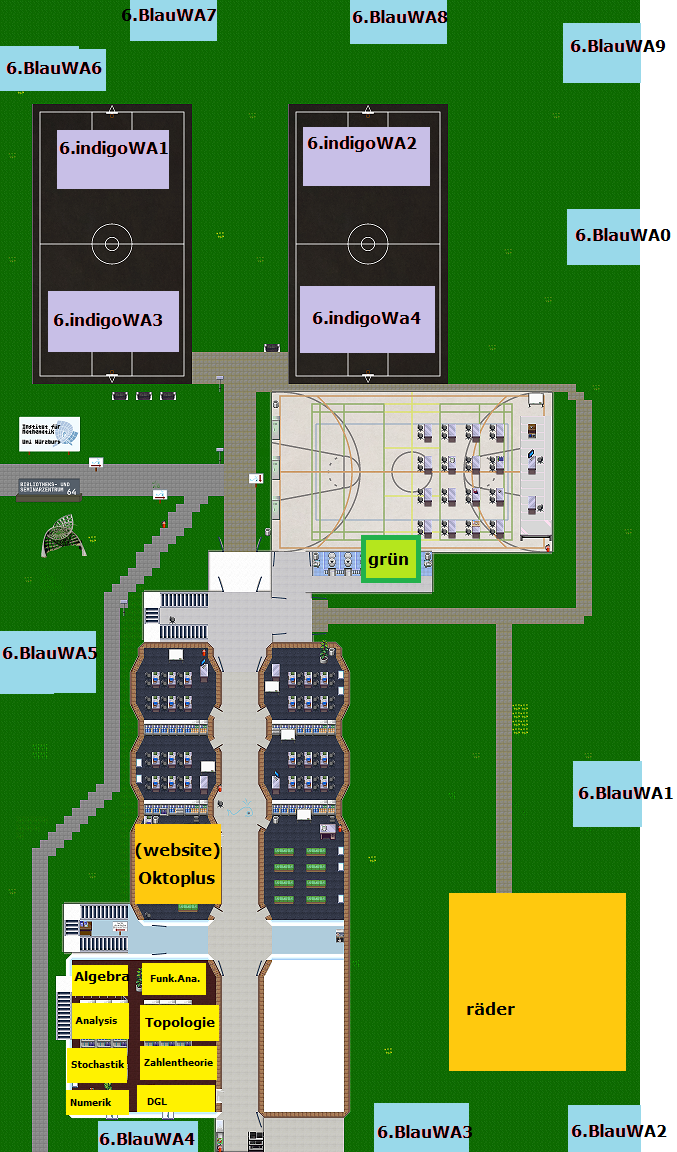 6.BlauWA7
6.BlauWA8
6.BlauWA9
6.BlauWA6
6.indigoWA1
6.indigoWA2
6.BlauWA0
6.indigoWA3
6.indigoWa4
Institut für
Mathematik
Uni Würzburg
BIBLIOTHEKS- UND
SEMINARZENTRUM
64
grün
6.BlauWA5
6.BlauWA1
(website)
Oktoplus
Algebra
Funk.Ana.
räder
Analysis
Topologie
Stochastik
Zahlentheorie
Numerik
DGL
6.BlauWA4
6.BlauWA3
6.BlauWA2